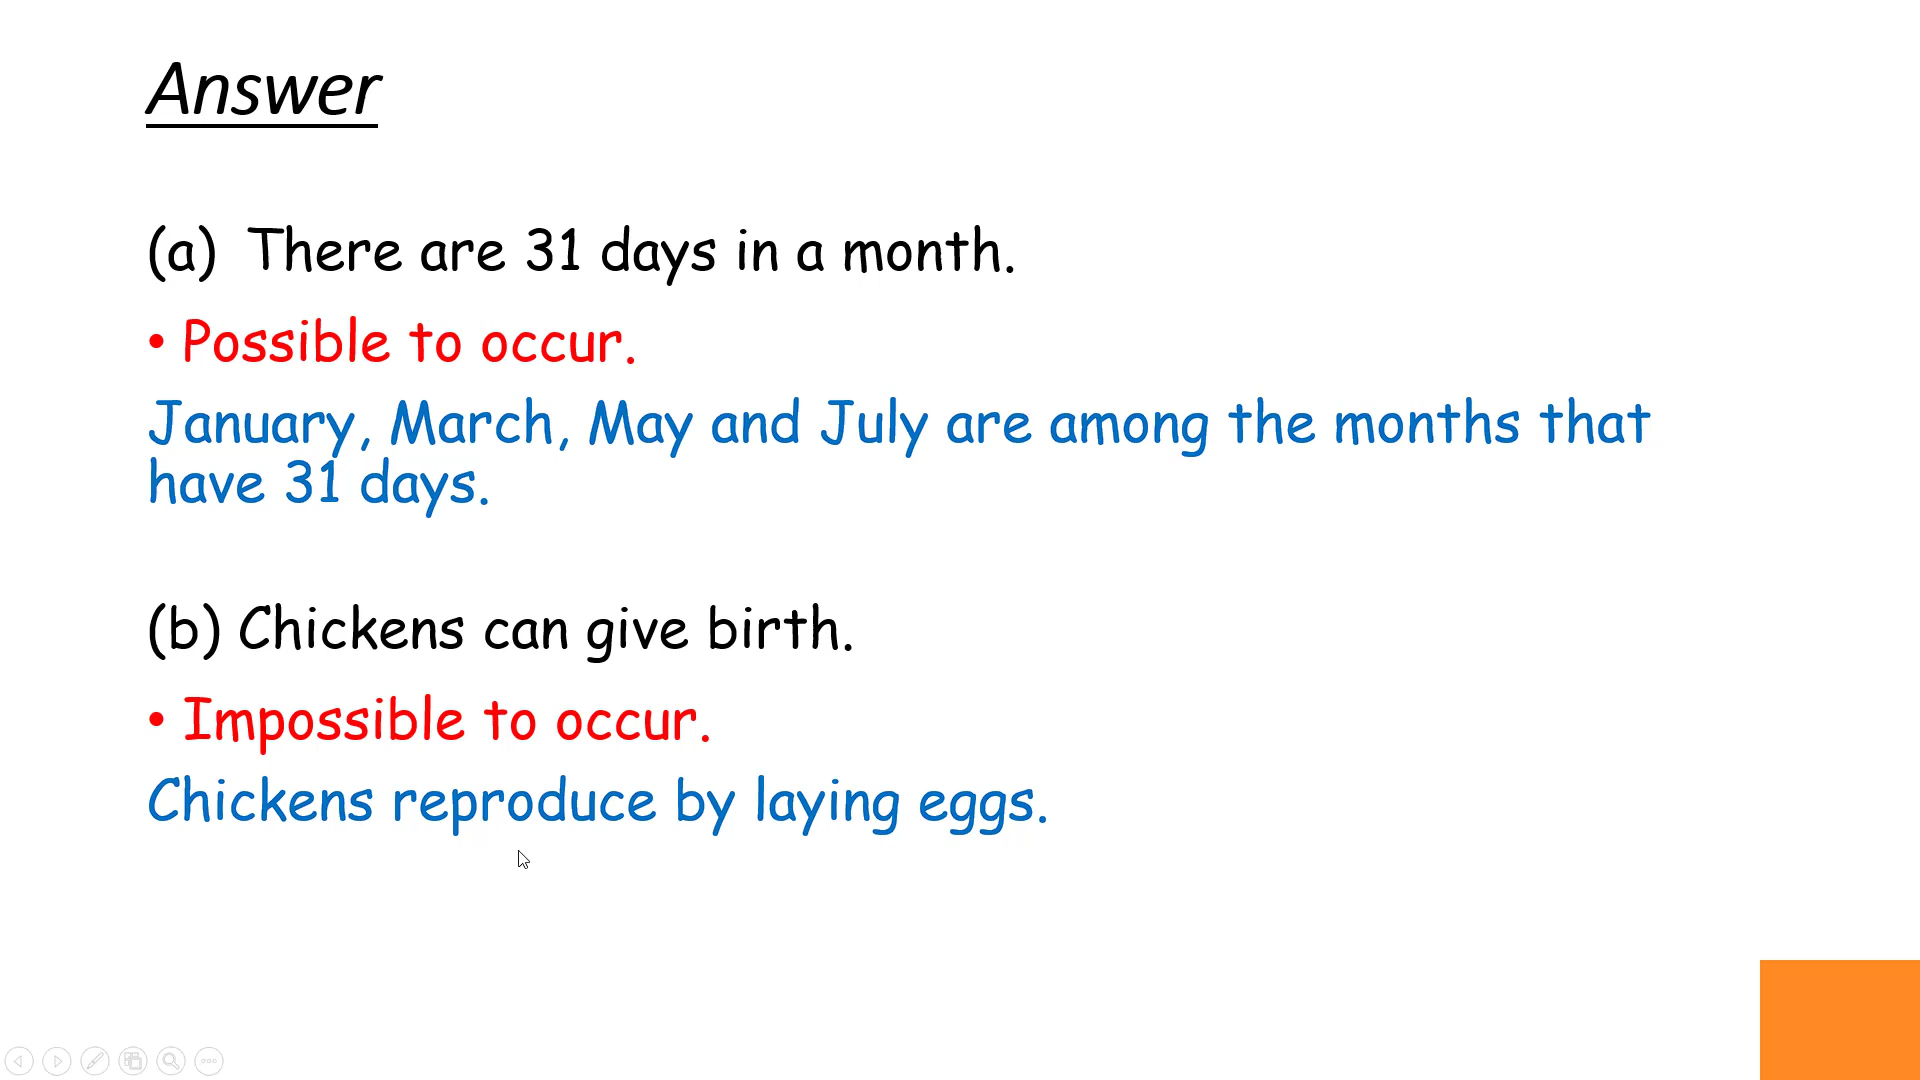 Answer
(a) There are 31 days in a month.
• Possible to occur.
January, March, May and July are among the months that
have 31 days.
(b) Chickens can give birth.
• Impossible to occur.
Chickens reproduce by laying eggs.